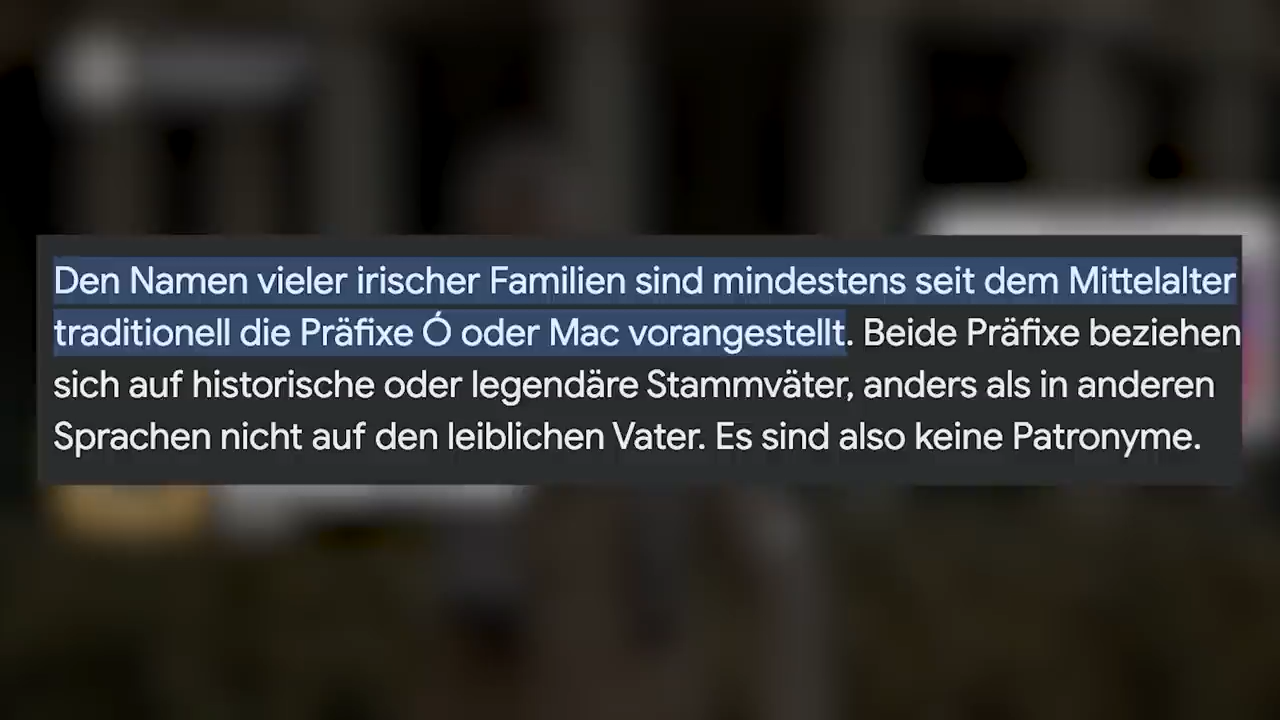 Den Namen vieler irischer Familien sind mindestens seit dem Mittelalter
traditionell die Präfixe Ó oder Mac vorangestellt. Beide Präfixe beziehen
sich auf historische oder legendäre Stammväter, anders als in anderen
Sprachen nicht auf den leiblichen Vater. Es sind also keine Patronyme.